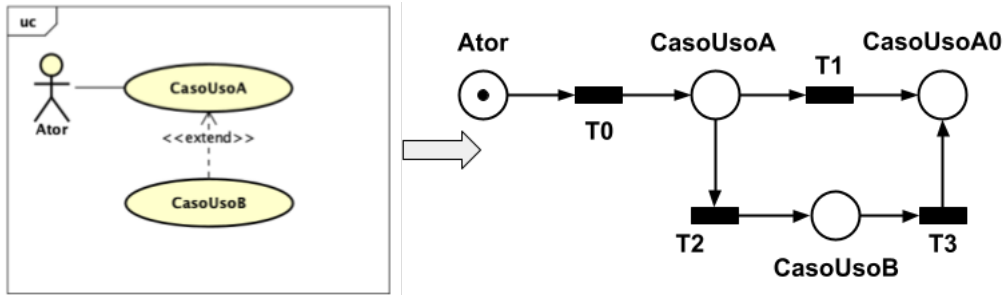 uc
CasoUsoA
Ator
<<extend>>
CasoUsoB
Ator
CasoUsoA
CasoUsoA0
T1
T0
T2
T3
CasoUsoB